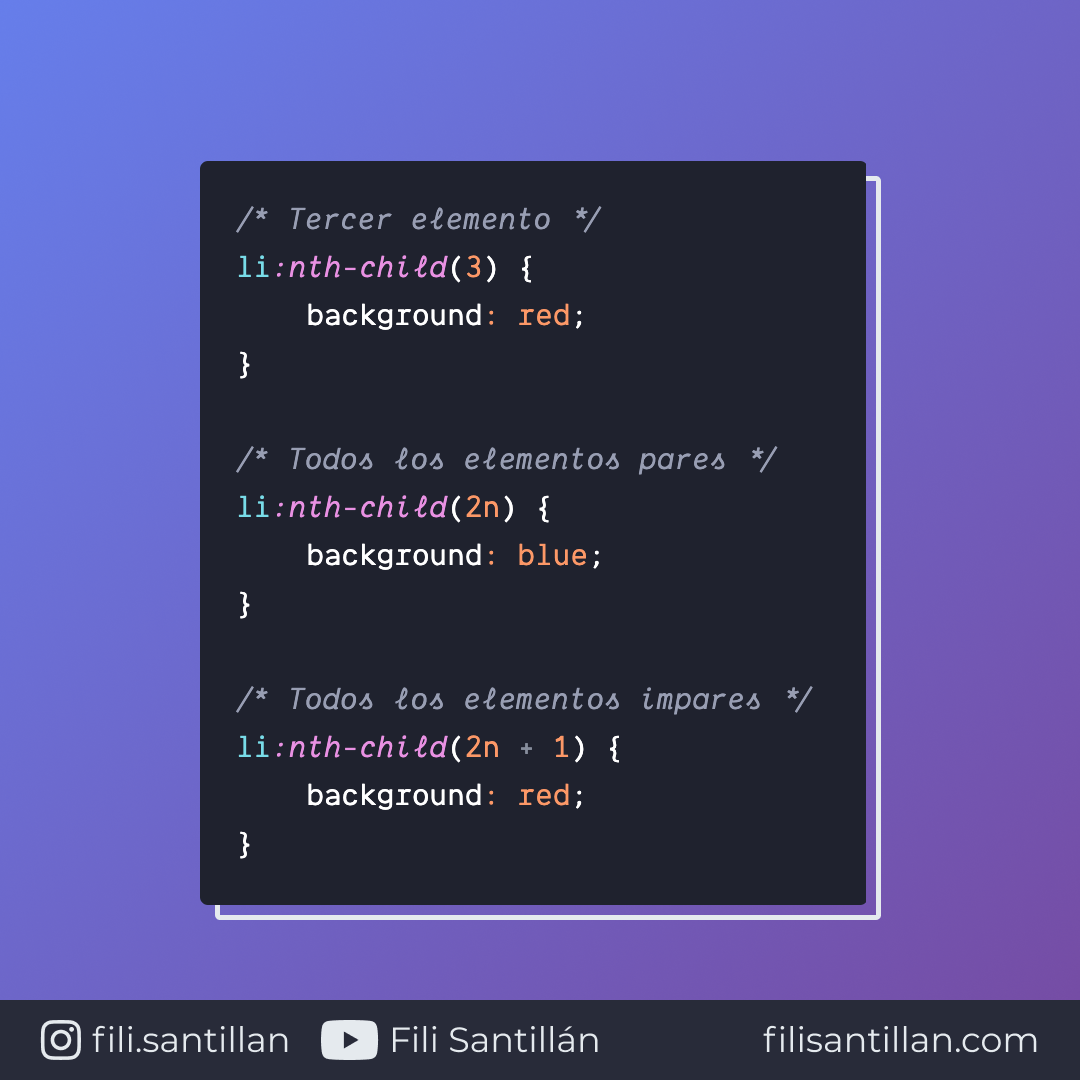 /* Tercer elemento */
li:nth-child(3) {
    background: red;
}

/* Todos los elementos pares */
li:nth-child(2n) {
    background: blue;
}

/* Todos los elementos impares */
li:nth-child(2n + 1) {
    background: red;
}

fili.santillan Fili Santillán filisantillan.com